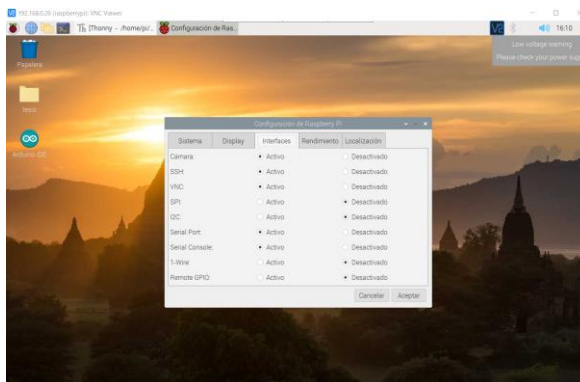 192.168.0.28 (raspberrypi): VNC Viewer
Thonny - /home/pi/...
Configuración de Ras...
16:10
Low voltage warning
Please check your power sup
Papelera
tesis
Arduino IDE
Configuración de Raspberry Pi
Sistema Display Interfaces Rendimiento Localización
Cámara: Activo Desactivado
SSH: Activo Desactivado
VNC: Activo Desactivado
SPI: Activo Desactivado
I2C: Activo Desactivado
Serial Port: Activo Desactivado
Serial Console: Activo Desactivado
1-Wire: Activo Desactivado
Remote GPIO: Activo Desactivado
Cancelar Aceptar